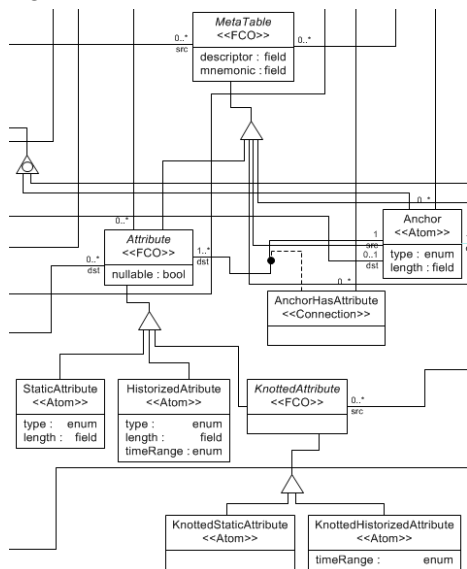 MetaTable
<<FCO>>
0..*
src
0..*
descriptor : field
mnemonic : field
0..*
0..*
Attribute
<<FCO>>
nullable : bool
0..*
dst
1..*
dst
1
src
0..1
dst
Anchor
<<Atom>>
type : enum
length : field
0..*
AnchorHasAttribute
<<Connection>>
StaticAttribute
<<Atom>>
type : enum
length : field
HistorizedAtribute
<<Atom>>
type : enum
length : field
timeRange : enum
KnottedAttribute
<<FCO>>
0..*
src
KnottedStaticAttribute
<<Atom>>
KnottedHistorizedAttribute
<<Atom>>
timeRange : enum